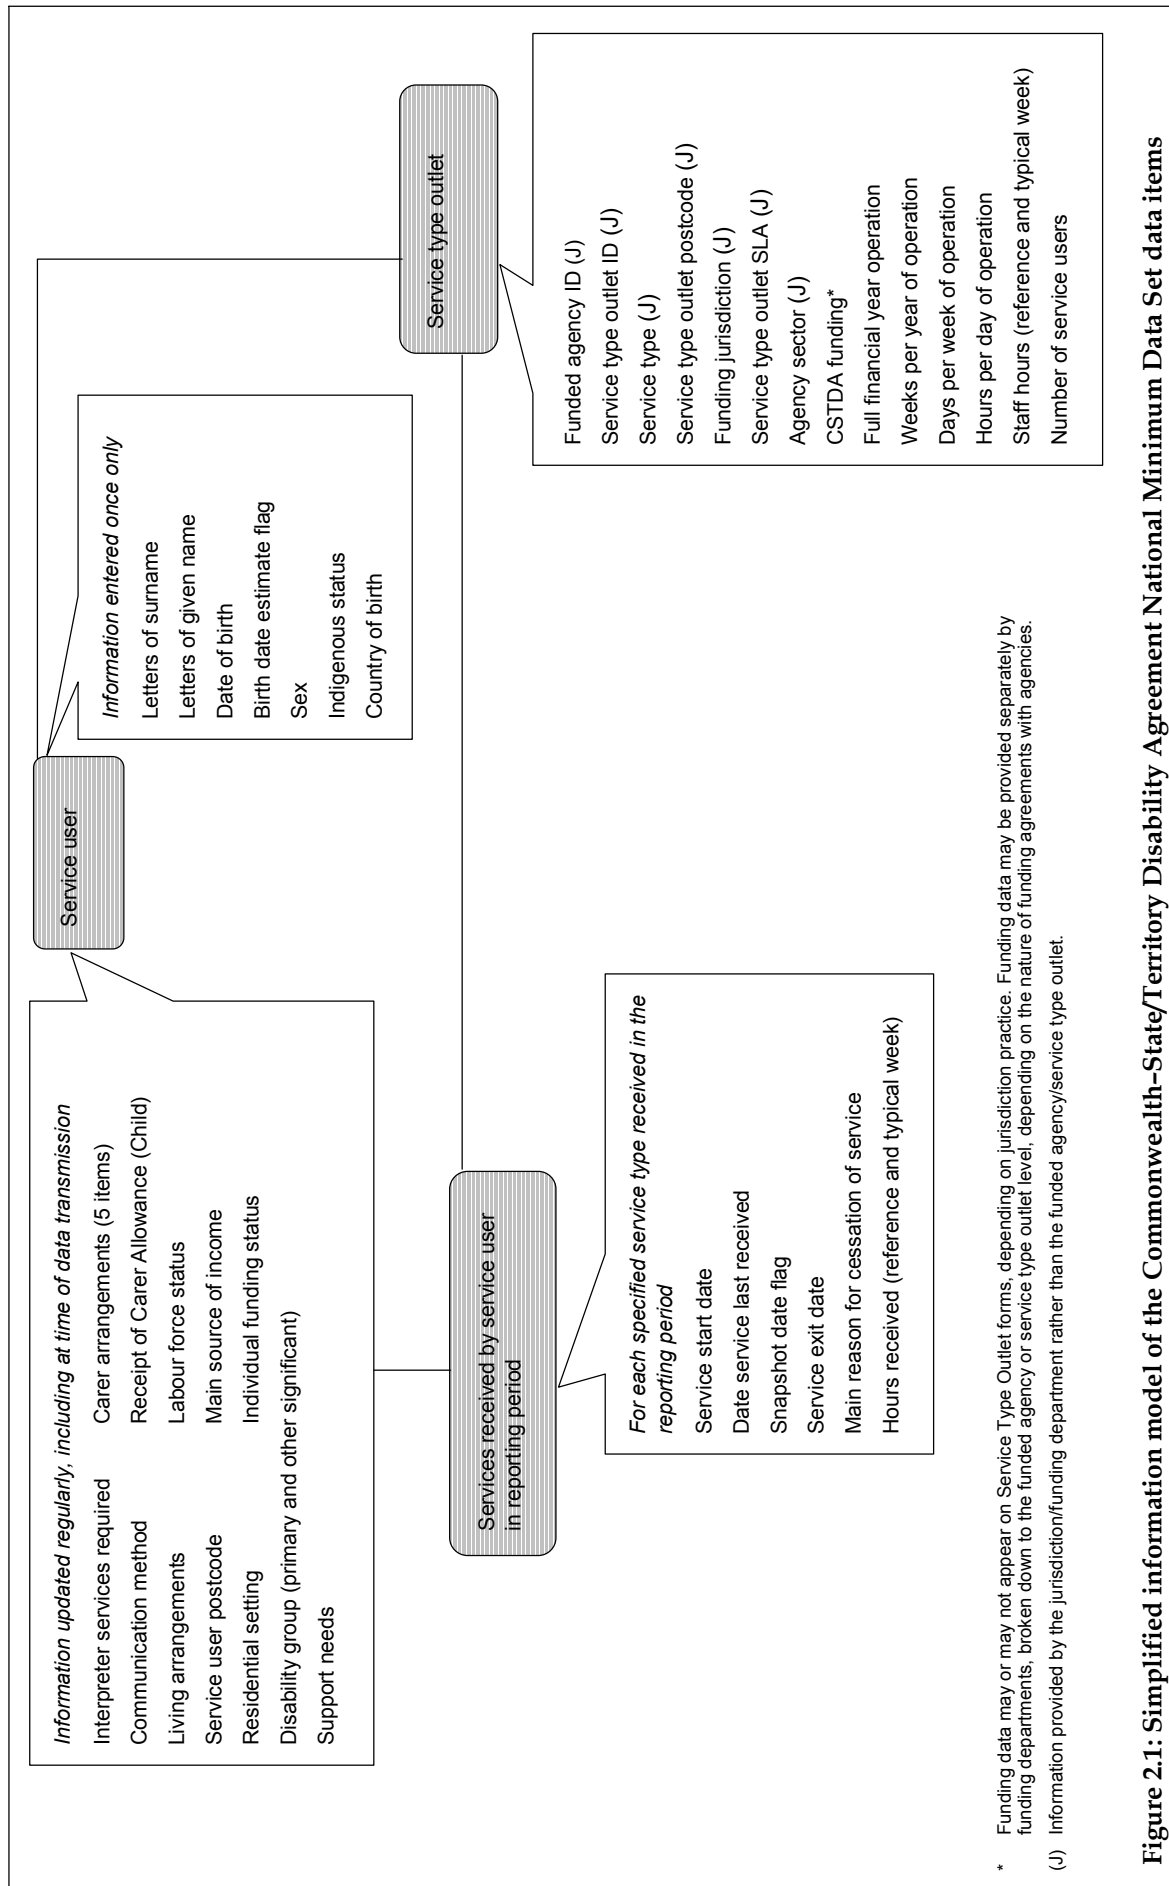 Service user
Information updated regularly, including at time of data transmission
Interpreter services required
Communication method
Living arrangements
Service user postcode
Residential setting
Disability group (primary and other significant)
Support needs
Carer arrangements (5 items)
Receipt of Carer Allowance (Child)
Labour force status
Main source of income
Individual funding status
Information entered once only
Letters of surname
Letters of given name
Date of birth
Birth date estimate flag
Sex
Indigenous status
Country of birth
Services received by service user
in reporting period
For each specified service type received in the
reporting period
Service start date
Date service last received
Snapshot date flag
Service exit date
Main reason for cessation of service
Hours received (reference and typical week)
Service type outlet
Funded agency ID (J)
Service type outlet ID (J)
Service type (J)
Service type outlet postcode (J)
Funding jurisdiction (J)
Service type outlet SLA (J)
Agency sector (J)
CSTDA funding*
Full financial year operation
Weeks per year of operation
Days per week of operation
Hours per day of operation
Staff hours (reference and typical week)
Number of service users
* Funding data may or may not appear on Service Type Outlet forms, depending on jurisdiction practice. Funding data may be provided separately by
funding departments, broken down to the funded agency or service type outlet level, depending on the nature of funding agreements with agencies.
(J) Information provided by the jurisdiction/funding department rather than the funded agency/service type outlet.
Figure 2.1: Simplified information model of the Commonwealth–State/Territory Disability Agreement National Minimum Data Set data items